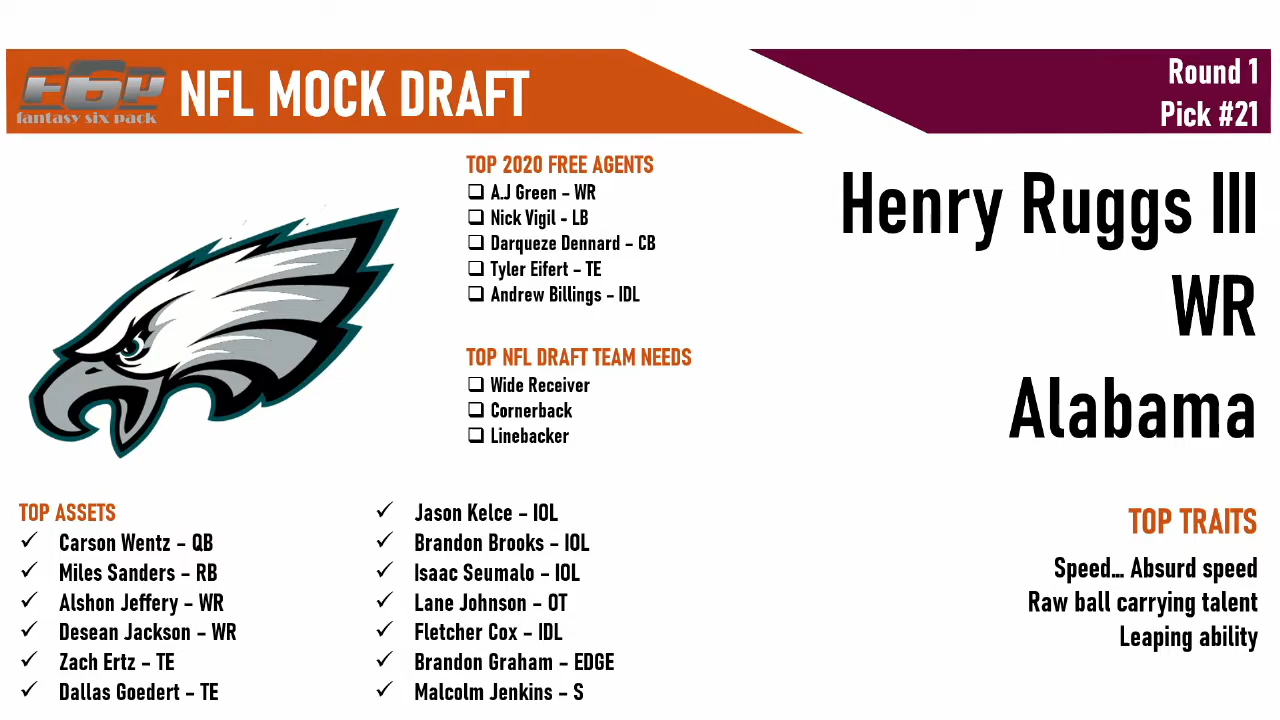 F6P
fantasy six pack
NFL MOCK DRAFT
Round 1
Pick #21
TOP 2020 FREE AGENTS
A.J Green – WR
Nick Vigil - LB
Darqueze Dennard – CB
Tyler Eifert – TE
Andrew Billings – IDL
TOP NFL DRAFT TEAM NEEDS
Wide Receiver
Cornerback
Linebacker
Henry Ruggs III
WR
Alabama
TOP ASSETS
Carson Wentz – QB
Miles Sanders – RB
Alshon Jeffery – WR
Desean Jackson – WR
Zach Ertz – TE
Dallas Goedert – TE
Jason Kelce – IOL
Brandon Brooks – IOL
Isaac Seumalo – IOL
Lane Johnson – OT
Fletcher Cox – IDL
Brandon Graham – EDGE
Malcolm Jenkins – S
TOP TRAITS
Speed... Absurd speed
Raw ball carrying talent
Leaping ability